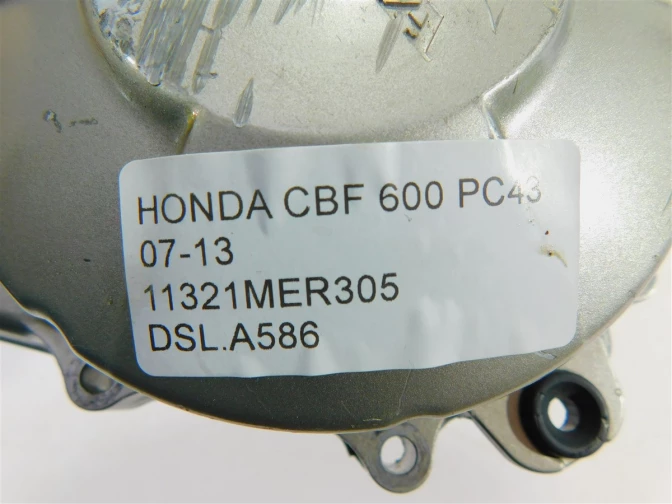 HONDA CBF 600 PC43
07-13
11321MER305
DSL.A586